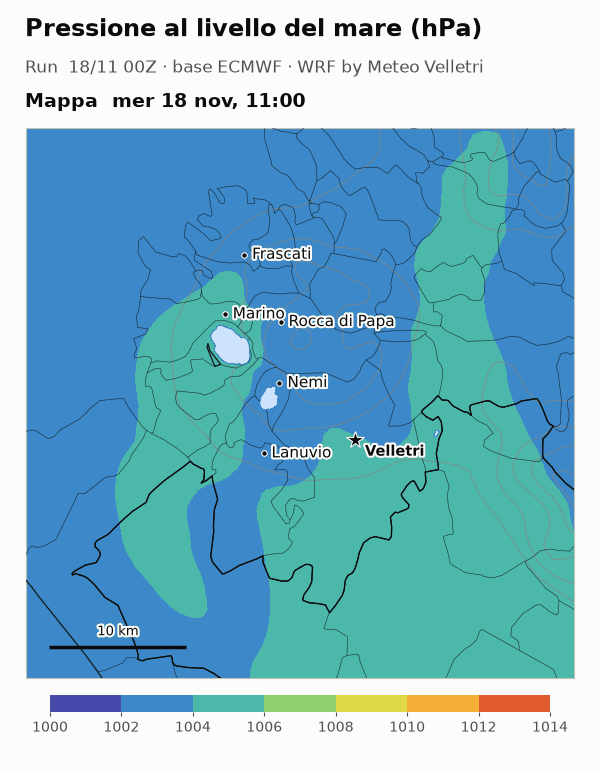 Pressione al livello del mare (hPa)
Run  18/11 00Z · base ECMWF · WRF by Meteo Velletri
Mappa  mer 18 nov, 11:00
Frascati
Marino
Rocca di Papa
Nemi
Velletri
Lanuvio
10 km
1000 1002 1004 1006 1008 1010 1012 1014